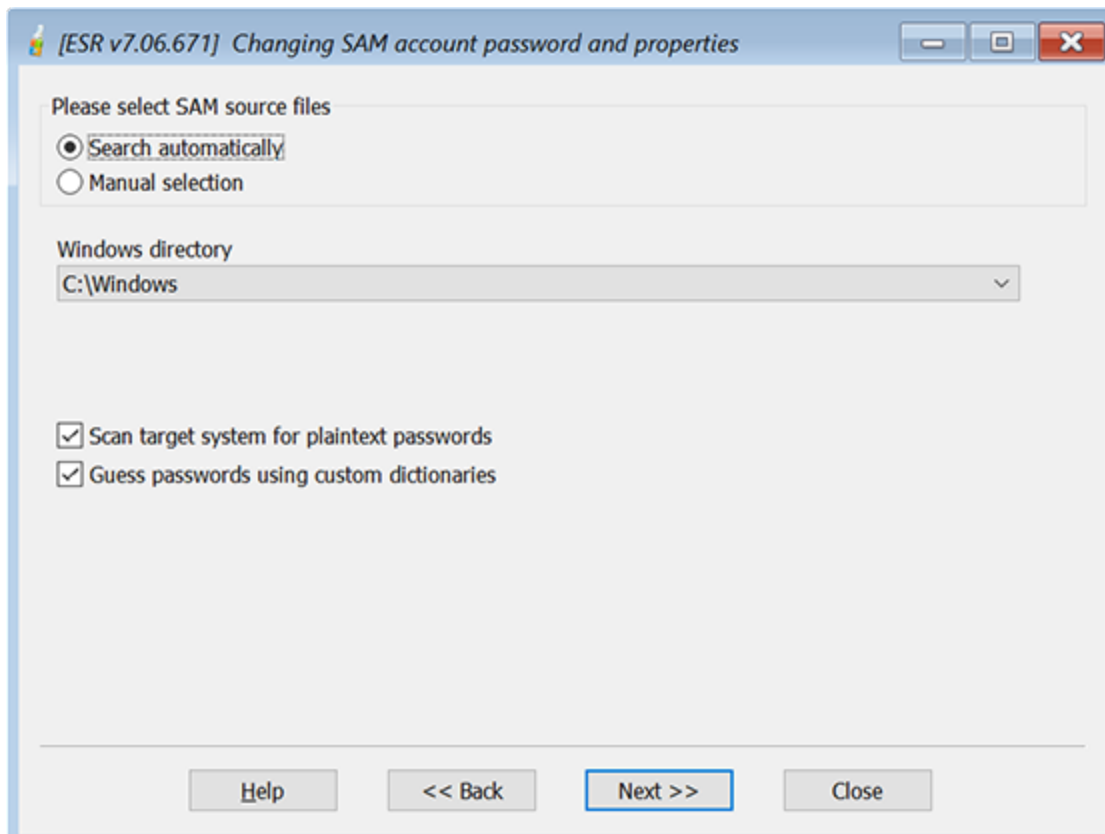 [ESR v7.06.671] Changing SAM account password and properties
Please select SAM source files
Search automatically
Manual selection
Windows directory
C:\Windows
Scan target system for plaintext passwords
Guess passwords using custom dictionaries
Help
<< Back
Next >>
Close